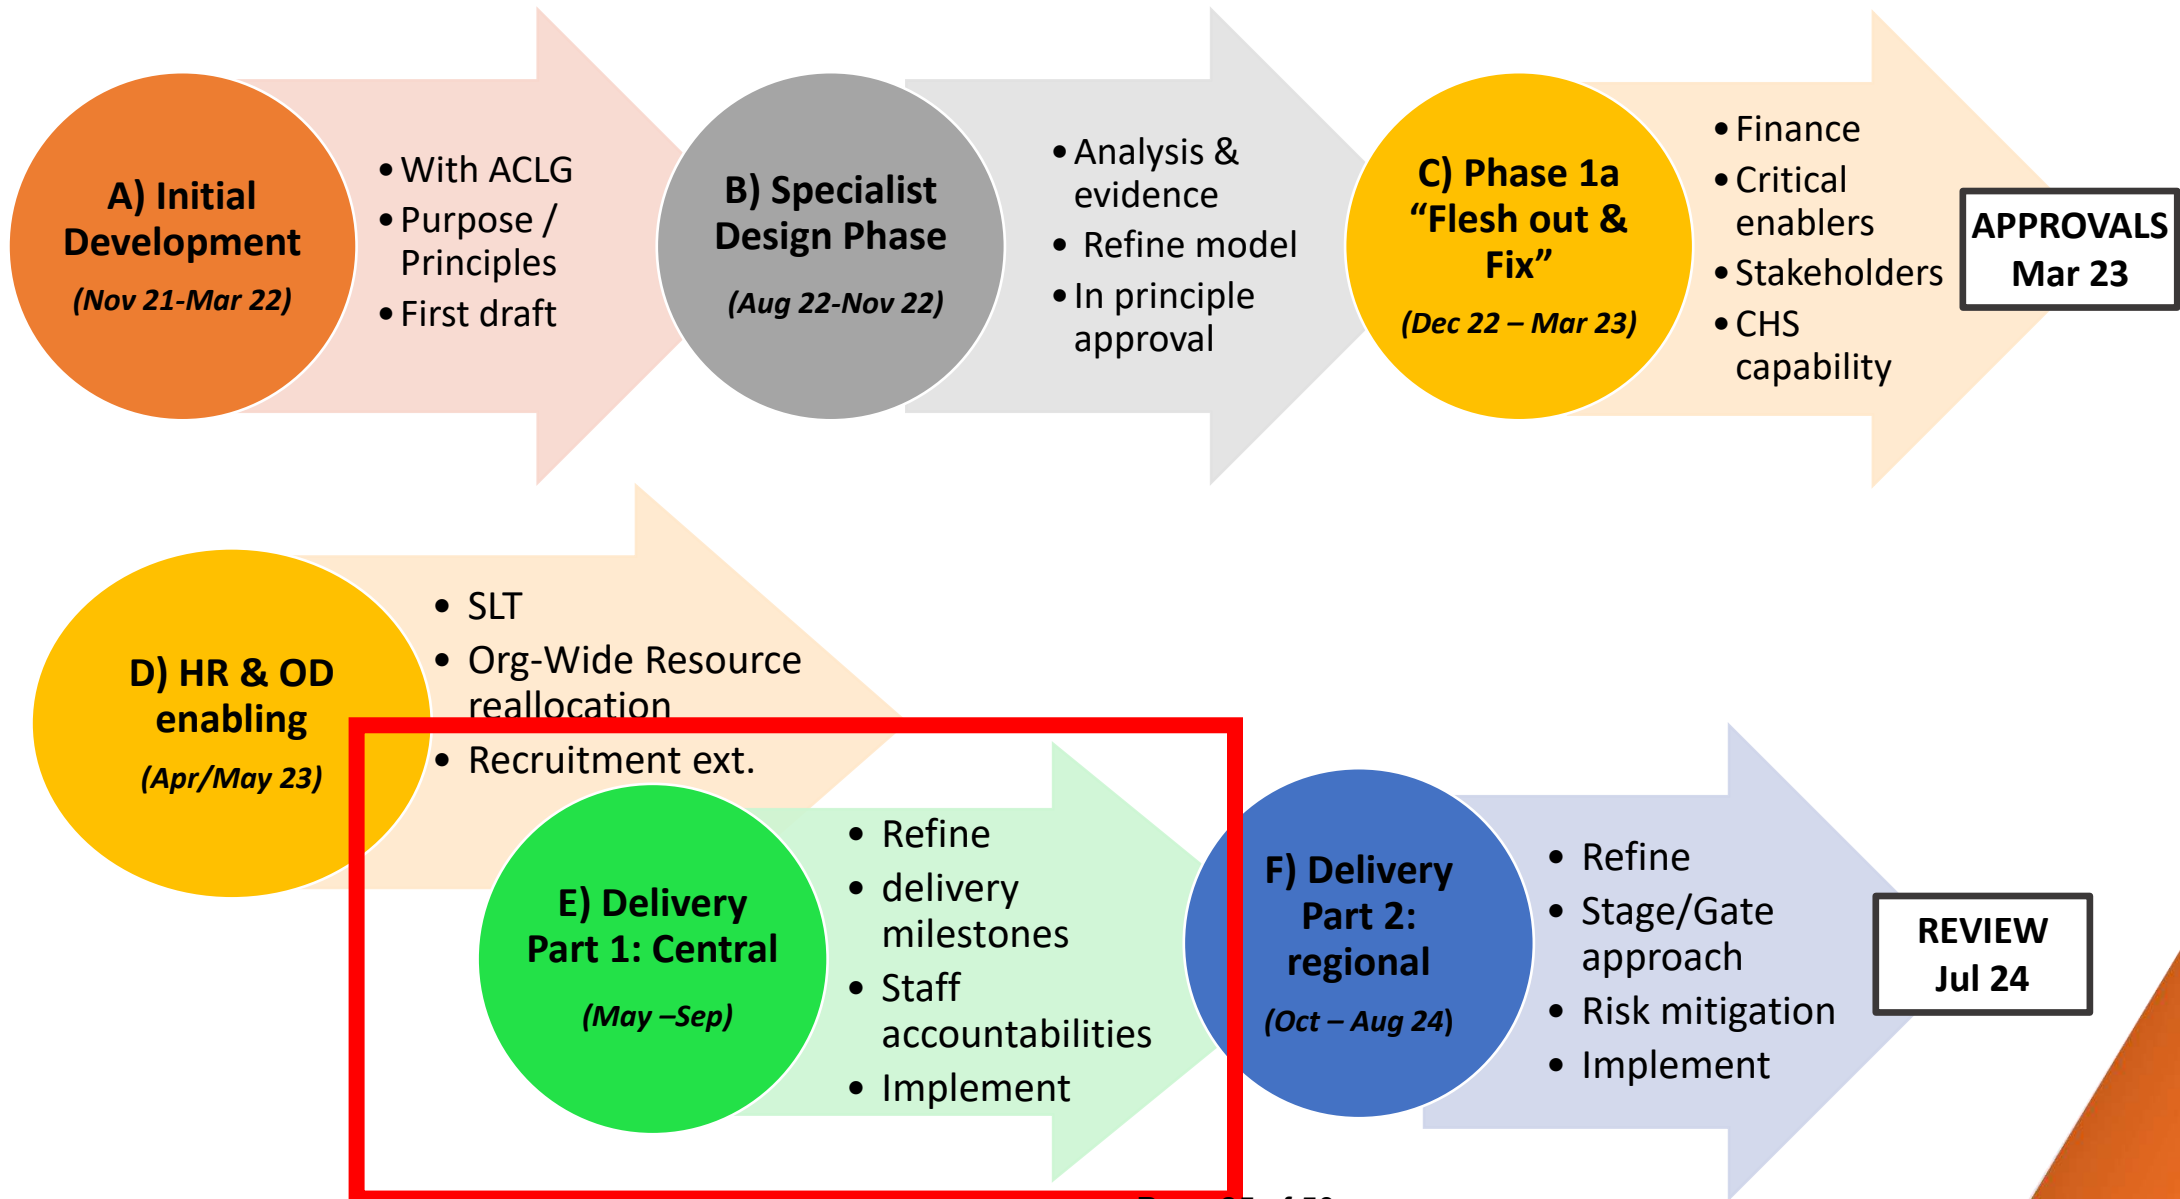 A) Initial
Development
(Nov 21-Mar 22)
•With ACLG
•Purpose /
Principles
•First draft
B) Specialist
Design Phase
(Aug 22-Nov 22)
•Analysis &
evidence
• Refine model
•In principle
approval
C) Phase 1a
“Flesh out &
Fix”
(Dec 22 – Mar 23)
•Finance
•Critical
enablers
•Stakeholders
•CHS
capability
APPROVALS
Mar 23
D) HR & OD
enabling
(Apr/May 23)
• SLT
• Org-Wide Resource
reallocation
• Recruitment ext.
E) Delivery
Part 1: Central
(May –Sep)
• Refine
• delivery
milestones
• Staff
accountabilities
• Implement
F) Delivery
Part 2:
regional
(Oct – Aug 24)
• Refine
• Stage/Gate
approach
• Risk mitigation
• Implement
REVIEW
Jul 24